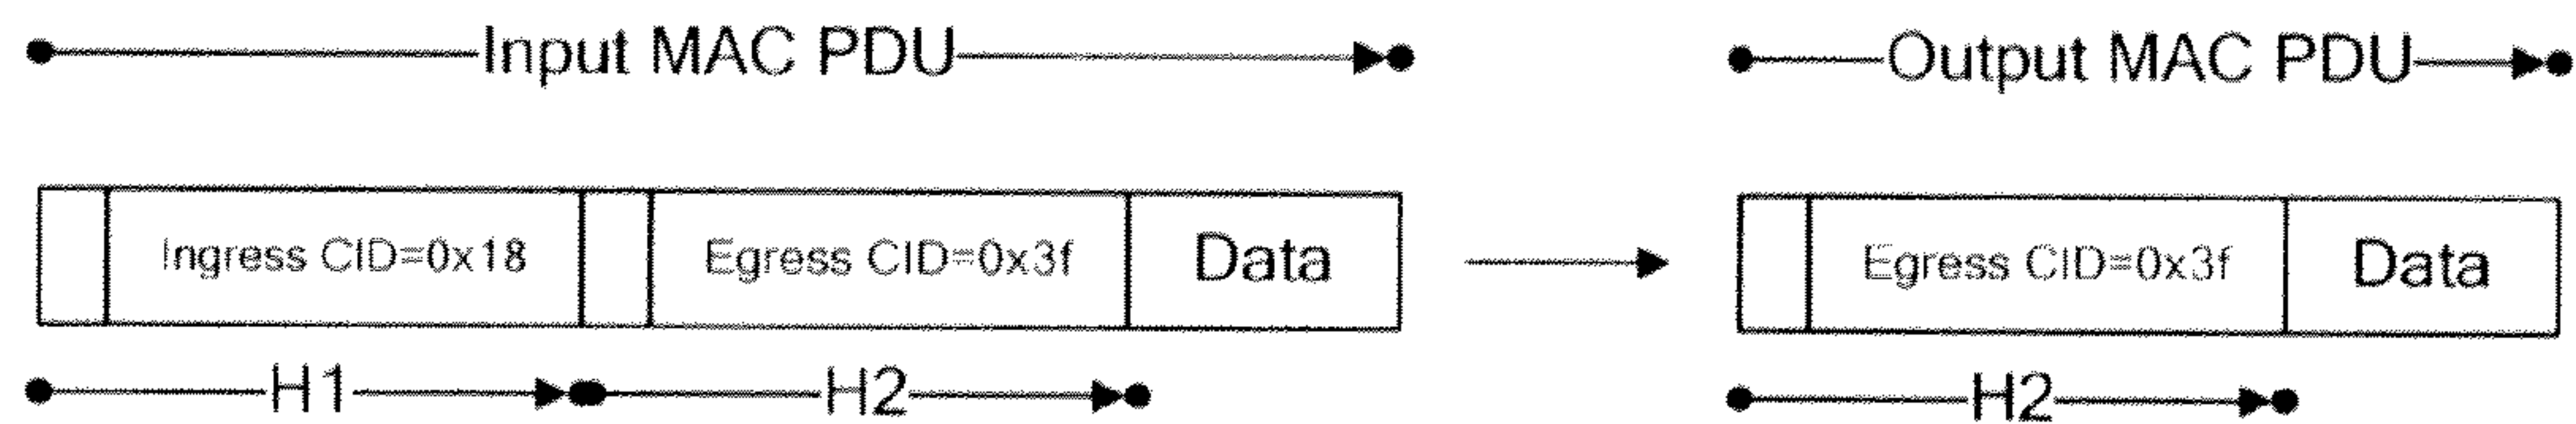 Input MAC PDU Output MAC PDU
Ingress CID=0x18 Egress CID=0x3f Data Egress CID=0x3f Data
H1 H2 H2